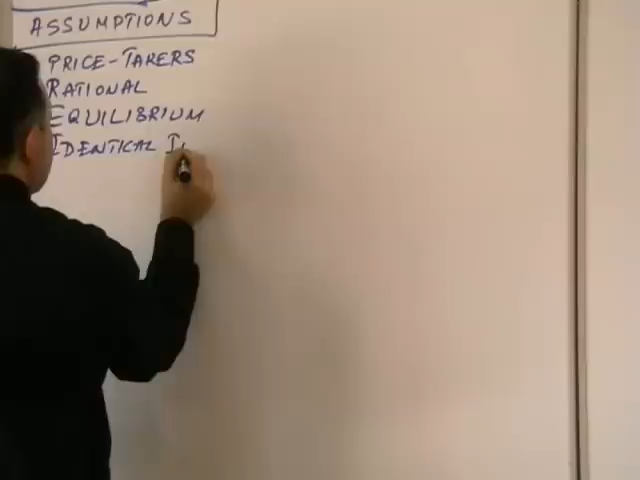 ASSUMPTIONS
PRICE-TAKERS
RATIONAL
EQUILIBRIUM
IDENTICAL